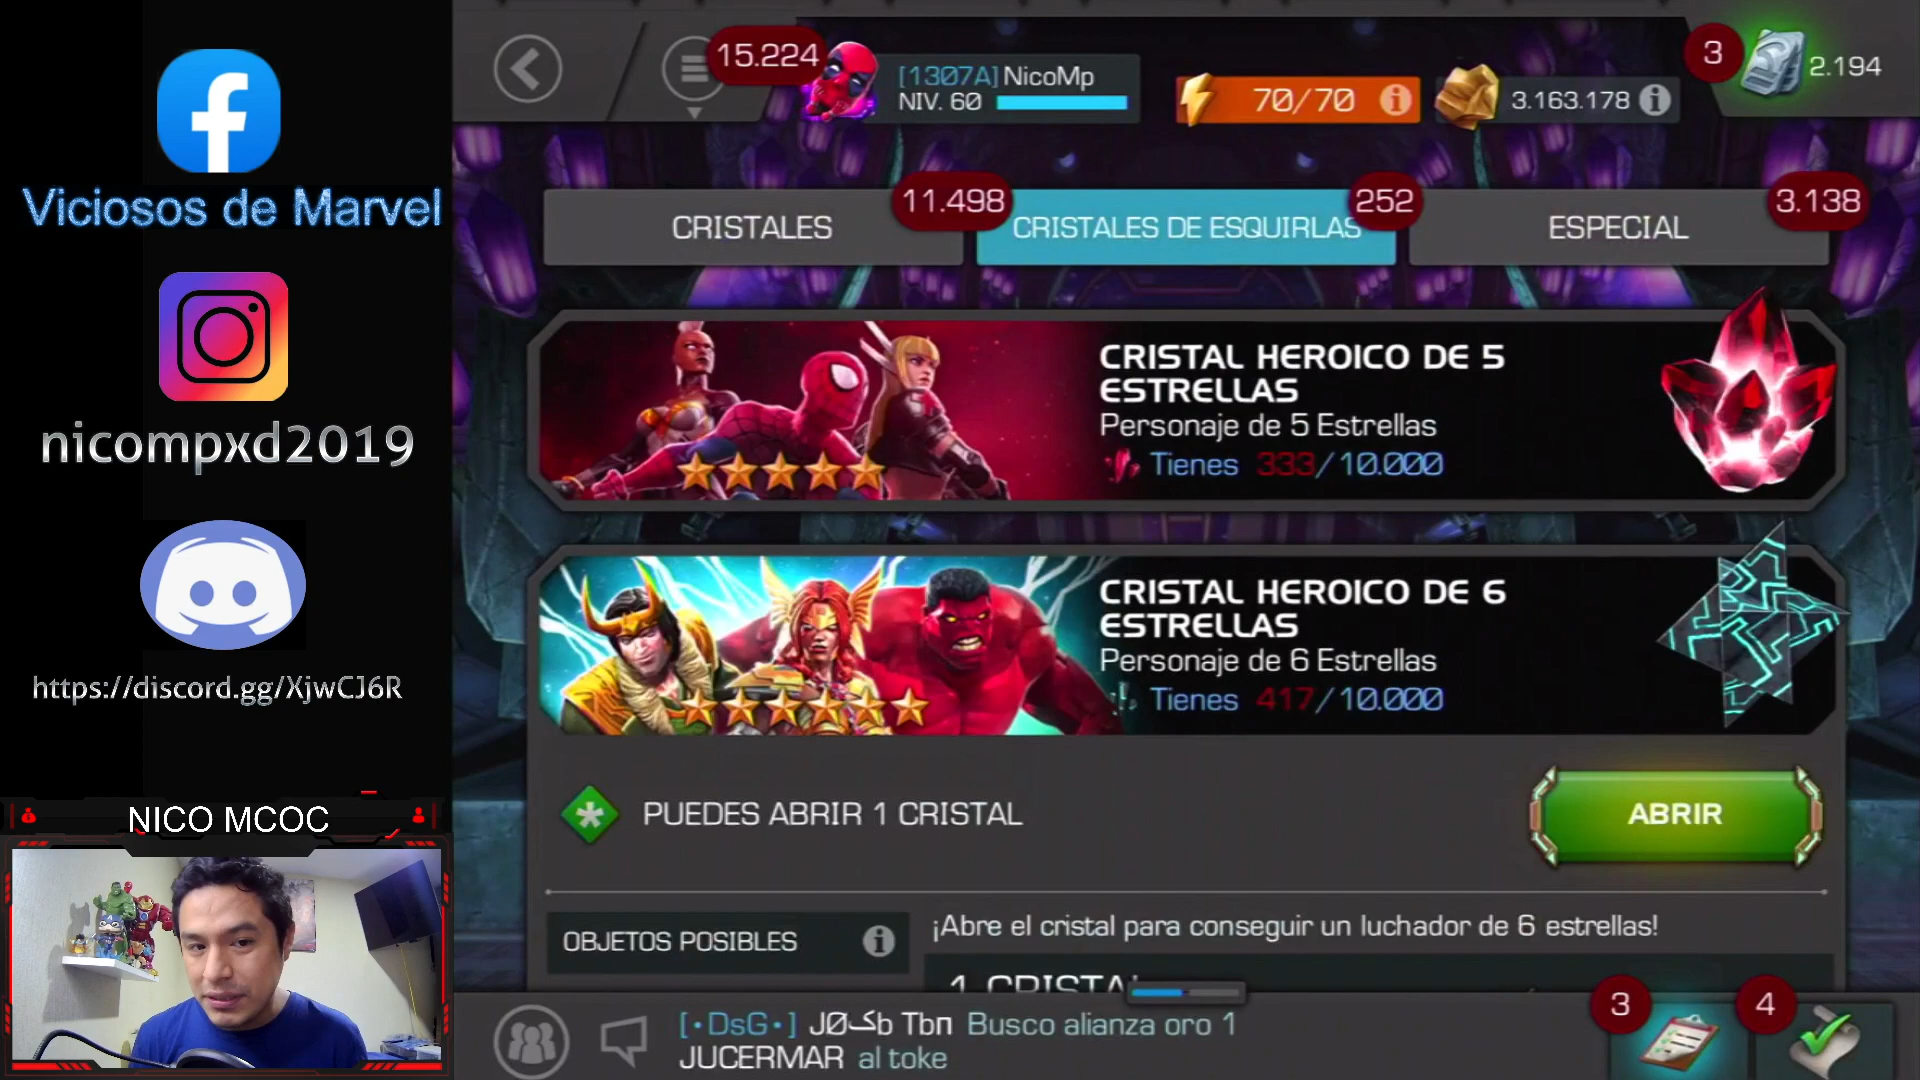 Viciosos de Marvel
nicompxd2019
https://discord.gg/XjwCJ6R
NICO MCOC
15.224
[1307A] NicoMp
NIV. 60
70/70
3.163.178
3
2.194
CRISTALES
11.498
CRISTALES DE ESQUIRLAS
252
ESPECIAL
3.138
CRISTAL HEROICO DE 5
ESTRELLAS
Personaje de 5 Estrellas
Tienes 333/10.000
CRISTAL HEROICO DE 6
ESTRELLAS
Personaje de 6 Estrellas
Tienes 417/10.000
PUEDES ABRIR 1 CRISTAL
ABRIR
OBJETOS POSIBLES
¡Abre el cristal para conseguir un luchador de 6 estrellas!
1 CRISTAL
[•DsG•] Busco alianza oro 1
JUCERMAR al toke
3
4